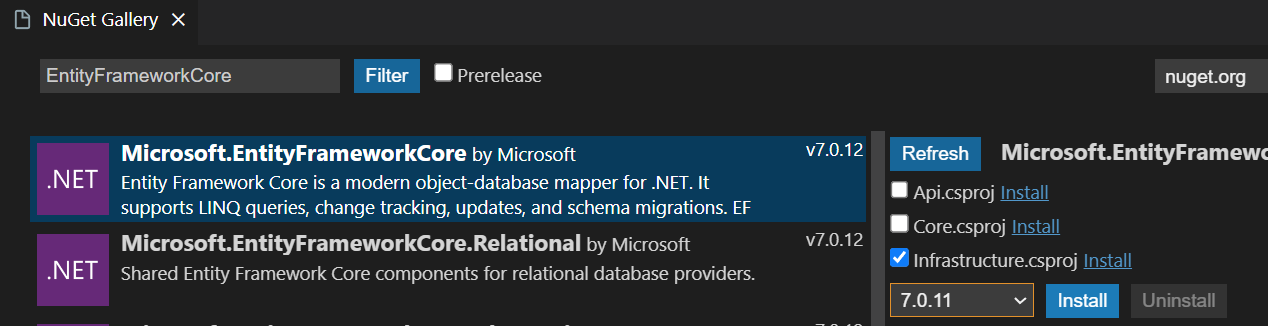 NuGet Gallery
EntityFrameworkCore Filter Prerelease nuget.org
.NET
Microsoft.EntityFrameworkCore by Microsoft v7.0.12
Entity Framework Core is a modern object-database mapper for .NET. It
supports LINQ queries, change tracking, updates, and schema migrations. EF
.NET
Microsoft.EntityFrameworkCore.Relational by Microsoft v7.0.12
Shared Entity Framework Core components for relational database providers.
Refresh
Api.csproj Install
Core.csproj Install
Infrastructure.csproj Install
7.0.11 Install Uninstall